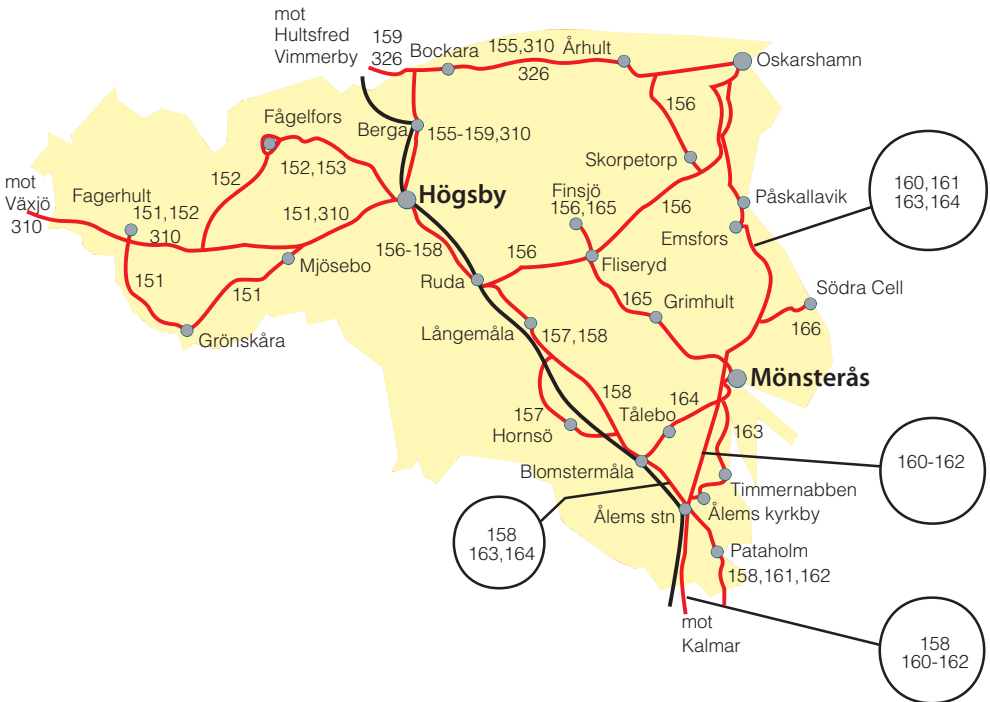 mot
Hultsfred
Vimmerby
159
326
Bockara
155,310
326
Århult
Oskarshamn
Fågelfors
Berga
155-159,310
156
Skorpetorp
152,153
152
mot
Växjö
310
Fagerhult
151,152
310
151,310
Högsby
Finsjö
156,165
156
Påskallavik
160,161
163,164
Emsfors
156-158
156
Fliseryd
Mjösebo
151
151
Ruda
165
Grimhult
Södra Cell
166
Grönskåra
Långemåla
157,158
Mönsterås
158
164
157
Hornsö
Tålebo
163
160-162
Blomstermåla
Timmernabben
Ålems stn
Ålems kyrkby
158
163,164
Pataholm
158,161,162
mot
Kalmar
158
160-162